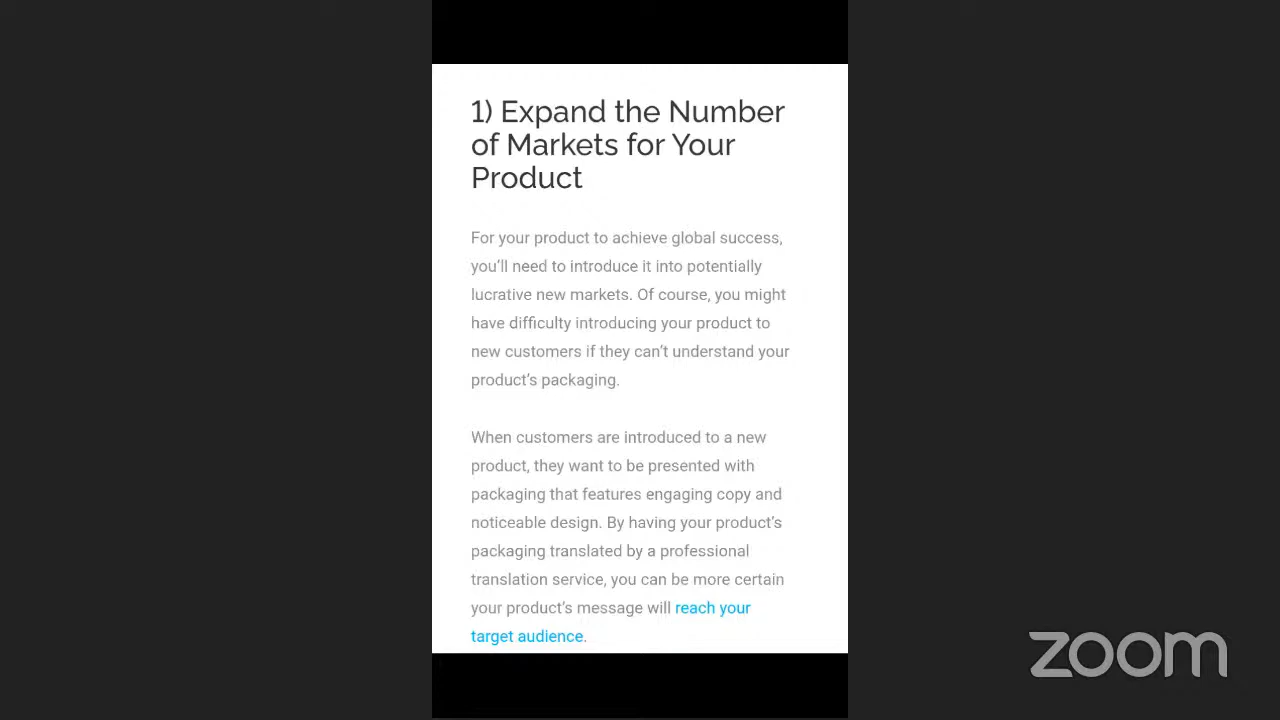 1) Expand the Number
of Markets for Your
Product
For your product to achieve global success,
you'll need to introduce it into potentially
lucrative new markets. Of course, you might
have difficulty introducing your product to
new customers if they can't understand your
product's packaging.
When customers are introduced to a new
product, they want to be presented with
packaging that features engaging copy and
noticeable design. By having your product's
packaging translated by a professional
translation service, you can be more certain
your product's message will reach your
target audience.
zoom